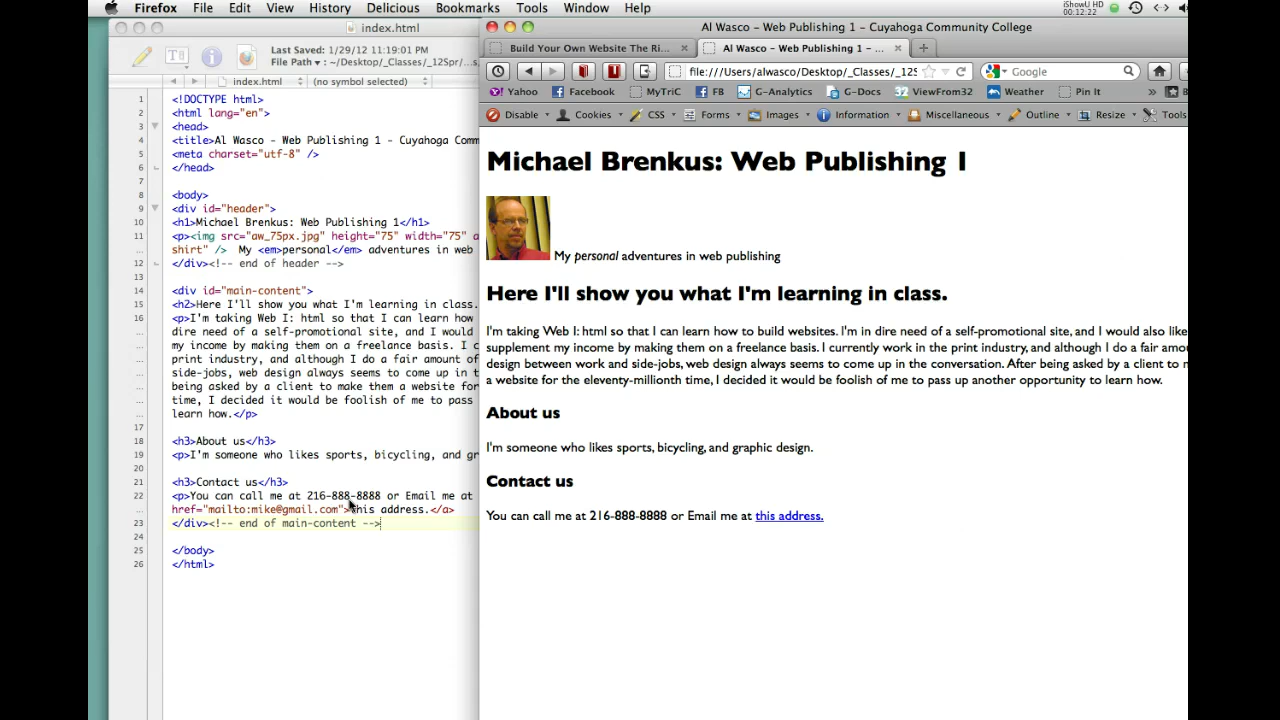 Firefox File Edit View History Delicious Bookmarks Tools Window Help
iShowU HD
00:12:22
index.html
Last Saved: 1/29/12 11:19:01 PM
File Path ▾ : ~/Desktop/_Classes/_12Spr/...s,
index.html (no symbol selected)
1 <!DOCTYPE html>
2 <html lang="en">
3 <head>
4 <title>Al Wasco - Web Publishing 1 - Cuyahoga Comm
5 <meta charset="utf-8" />
6 </head>
7
8 <body>
9 <div id="header">
10 <h1>Michael Brenkus: Web Publishing 1</h1>
11 <p><img src="aw_75px.jpg" height="75" width="75" a
... shirt" /> My <em>personal</em> adventures in web
12 </div><!-- end of header -->
13
14 <div id="main-content">
15 <h2>Here I'll show you what I'm learning in class.
16 <p>I'm taking Web I: html so that I can learn how
... dire need of a self-promotional site, and I would
... my income by making them on a freelance basis. I c
... print industry, and although I do a fair amount of
... side-jobs, web design always seems to come up in t
... being asked by a client to make them a website for
... time, I decided it would be foolish of me to pass
... learn how.</p>
17
18 <h3>About us</h3>
19 <p>I'm someone who likes sports, bicycling, and gr
20
21 <h3>Contact us</h3>
22 <p>You can call me at 216-888-8888 or Email me at
... href="mailto:mike@gmail.com">this address.</a>
23 </div><!-- end of main-content -->
24
25 </body>
26 </html>
Al Wasco – Web Publishing 1 – Cuyahoga Community College
Build Your Own Website The Ri... Al Wasco – Web Publishing 1 – ...
file:///Users/alwasco/Desktop/_Classes/_12S Google
Yahoo Facebook MyTriC FB G-Analytics G-Docs ViewFrom32 Weather Pin It » B
Disable Cookies CSS Forms Images Information Miscellaneous Outline Resize Tools
Michael Brenkus: Web Publishing 1
My personal adventures in web publishing
Here I'll show you what I'm learning in class.
I'm taking Web I: html so that I can learn how to build websites. I'm in dire need of a self-promotional site, and I would also like
supplement my income by making them on a freelance basis. I currently work in the print industry, and although I do a fair amou
design between work and side-jobs, web design always seems to come up in the conversation. After being asked by a client to m
a website for the eleventy-millionth time, I decided it would be foolish of me to pass up another opportunity to learn how.
About us
I'm someone who likes sports, bicycling, and graphic design.
Contact us
You can call me at 216-888-8888 or Email me at this address.